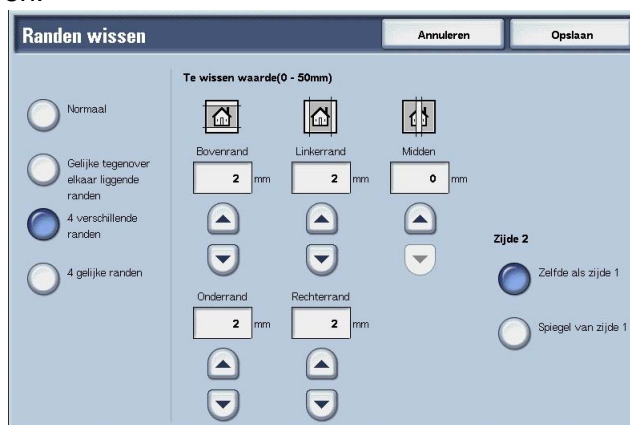 Randen wissen
Annuleren
Opslaan
Te wissen waarde(0 - 50mm)
Normaal
Gelijke tegenover
elkaar liggende
randen
4 verschillende
randen
4 gelijke randen
Bovenrand
2 mm
Linkerrand
2 mm
Midden
0 mm
Onderrand
2 mm
Rechterrand
2 mm
Zijde 2
Zelfde als zijde 1
Spiegel van zijde 1